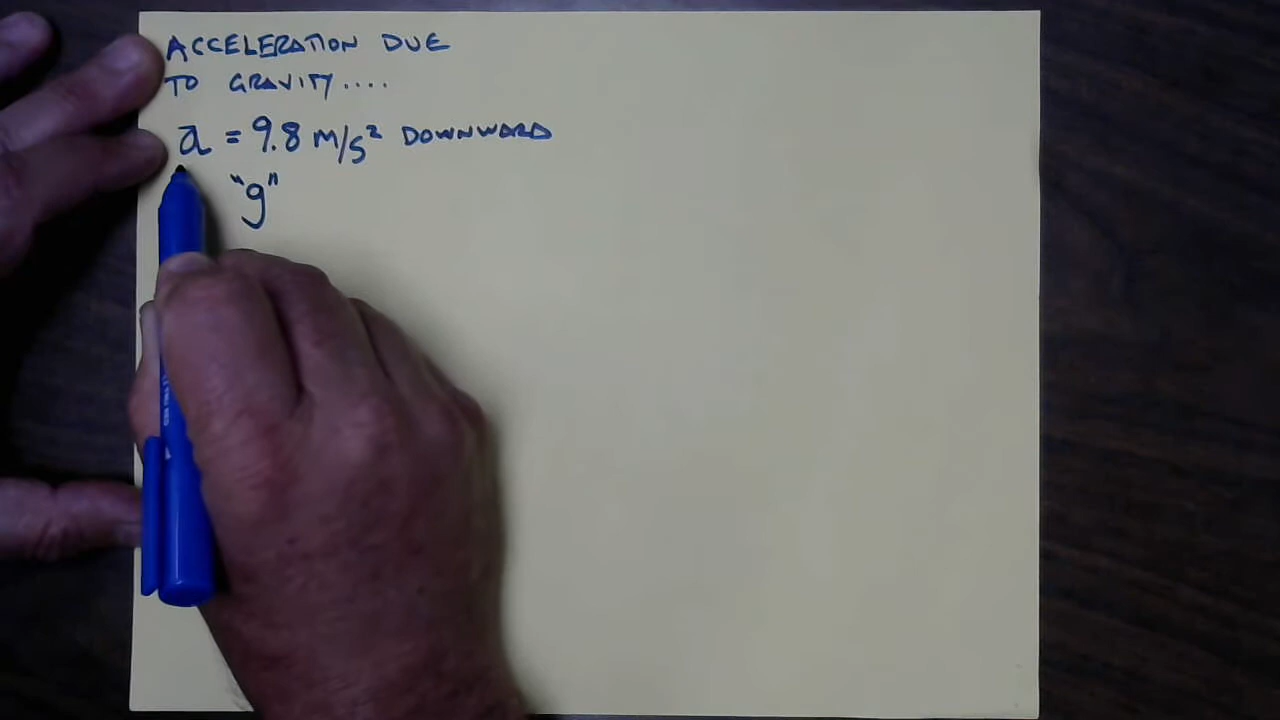 ACCELERATION DUE
TO GRAVITY....
a = 9.8 m/s² DOWNWARD
"g"